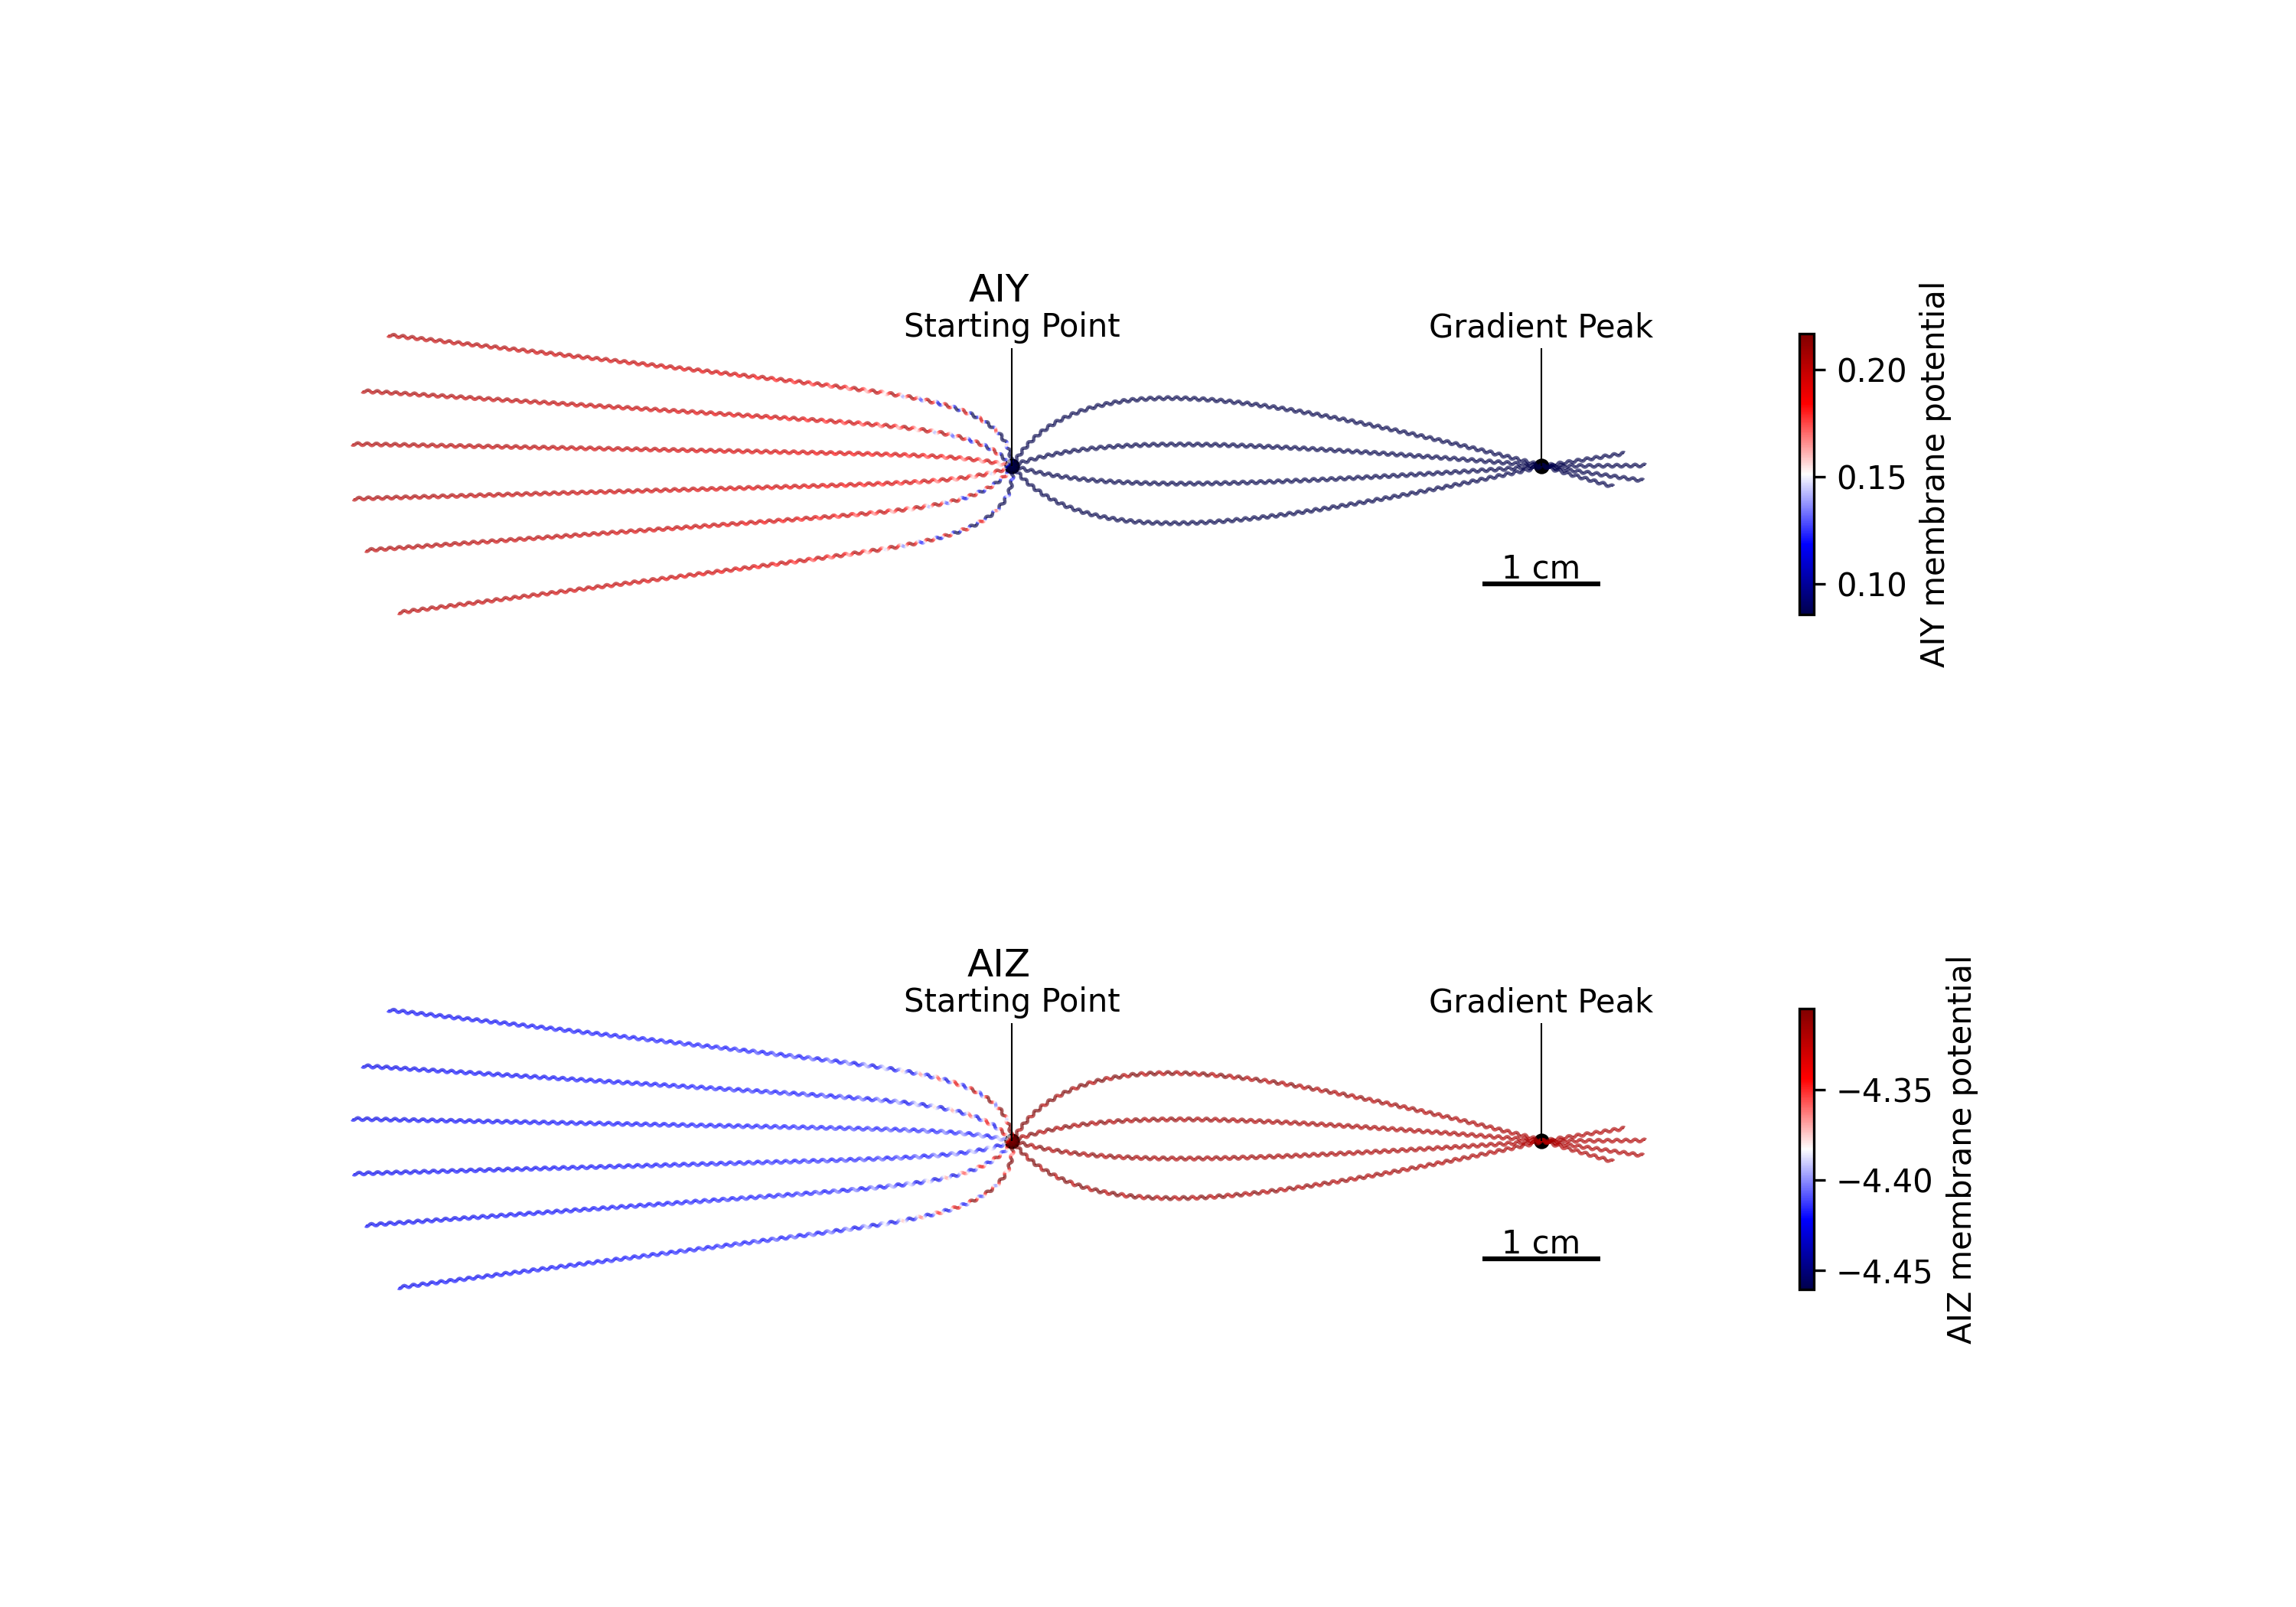 AIY
Starting Point
Gradient Peak
0.20
0.15
0.10
AIY membrane potential
1 cm
AIZ
Starting Point
Gradient Peak
−4.35
−4.40
−4.45
AIZ membrane potential
1 cm